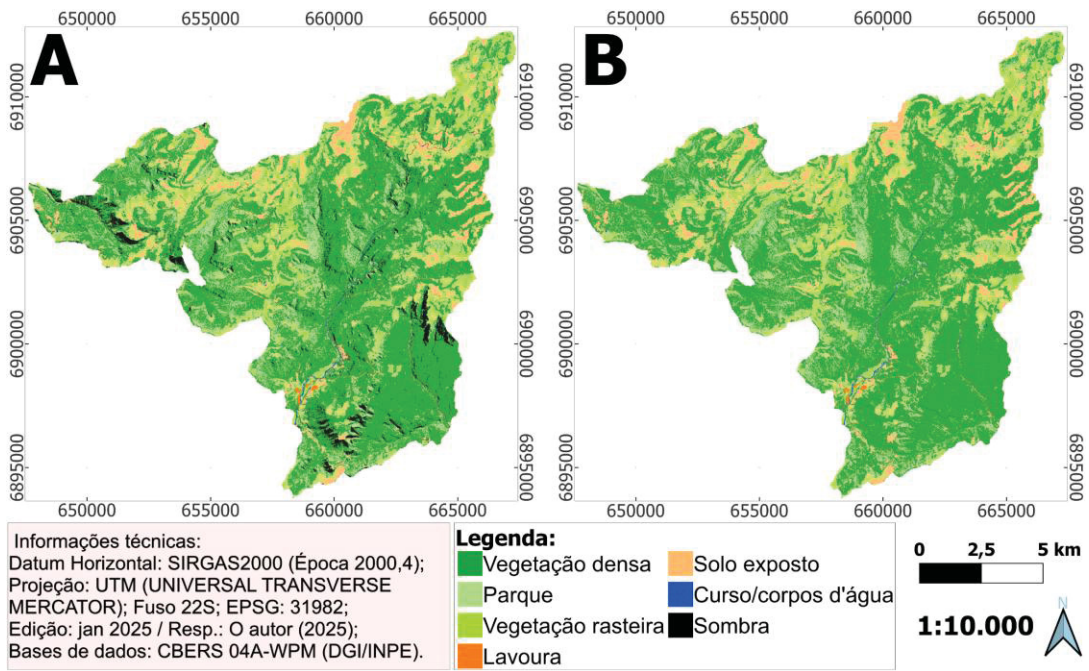 650000 655000 660000 665000
650000 655000 660000 665000
A
B
6910000
6905000
6900000
6895000
6910000
6905000
6900000
6895000
6910000
6905000
6900000
6895000
650000 655000 660000 665000
650000 655000 660000 665000
Informações técnicas:
Datum Horizontal: SIRGAS2000 (Época 2000,4);
Projeção: UTM (UNIVERSAL TRANSVERSE
MERCATOR); Fuso 22S; EPSG: 31982;
Edição: jan 2025 / Resp.: O autor (2025);
Bases de dados: CBERS 04A-WPM (DGI/INPE).
Legenda:
Vegetação densa
Parque
Vegetação rasteira
Lavoura
Solo exposto
Curso/corpos d'água
Sombra
0 2,5 5 km
1:10.000
N